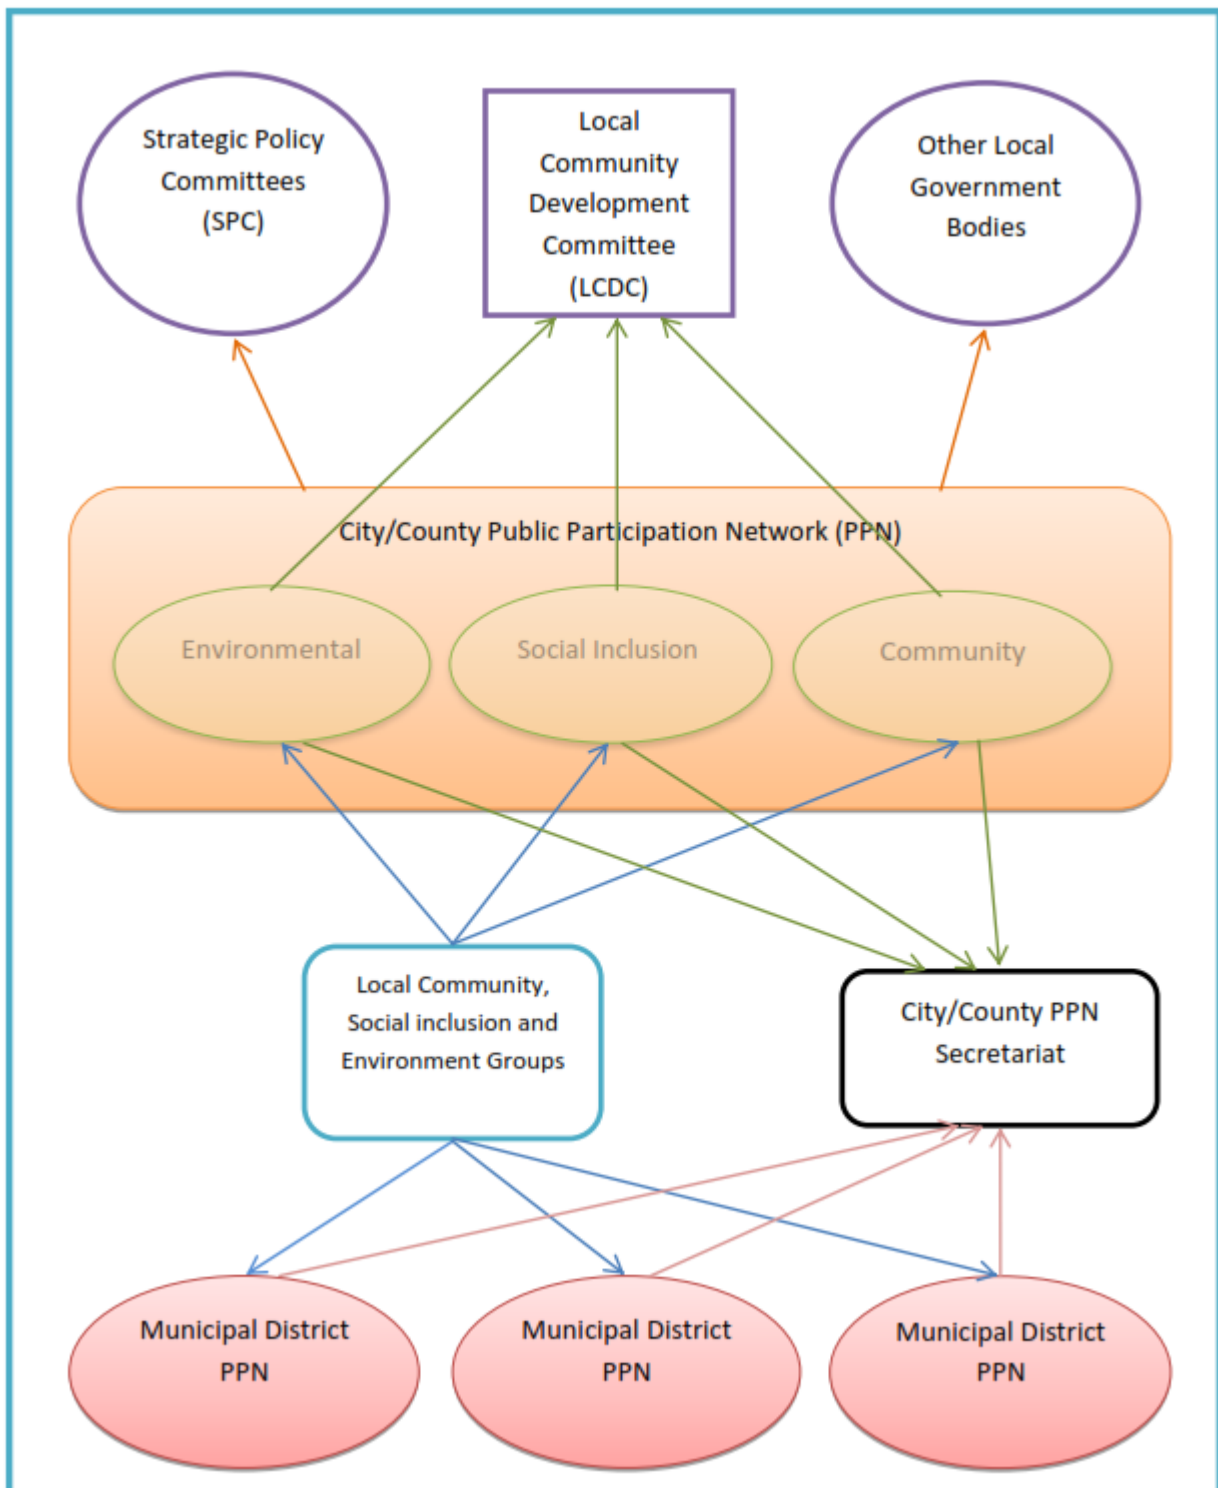 Strategic Policy
Committees
(SPC)
Local
Community
Development
Committee
(LCDC)
Other Local
Government
Bodies
City/County Public Participation Network (PPN)
Environmental
Social Inclusion
Community
Local Community,
Social inclusion and
Environment Groups
City/County PPN
Secretariat
Municipal District
PPN
Municipal District
PPN
Municipal District
PPN